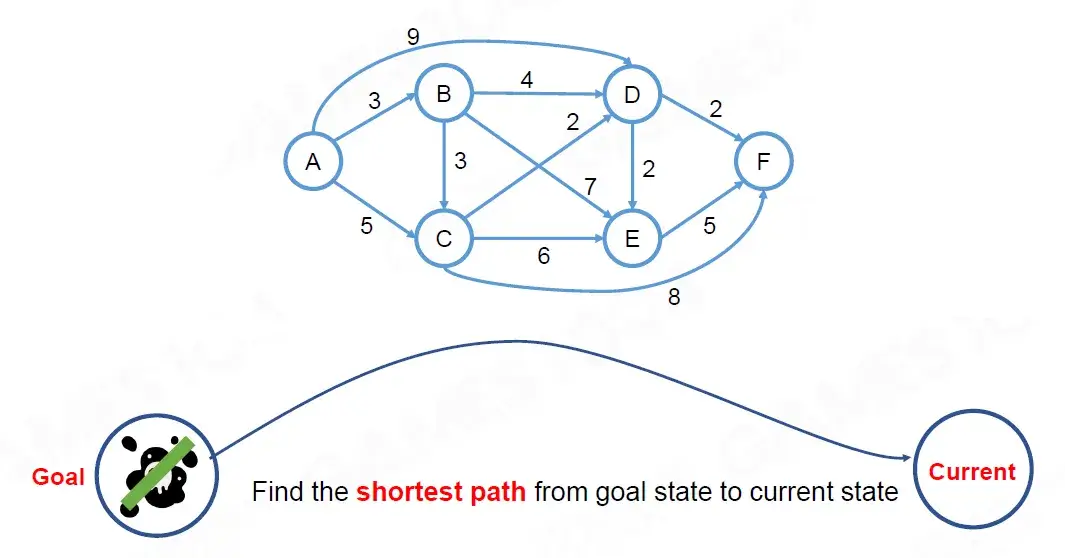 9
B
4
D
3
2
2
A
3
F
7
2
5
C
E
5
6
8
Goal
Find the shortest path from goal state to current state
Current